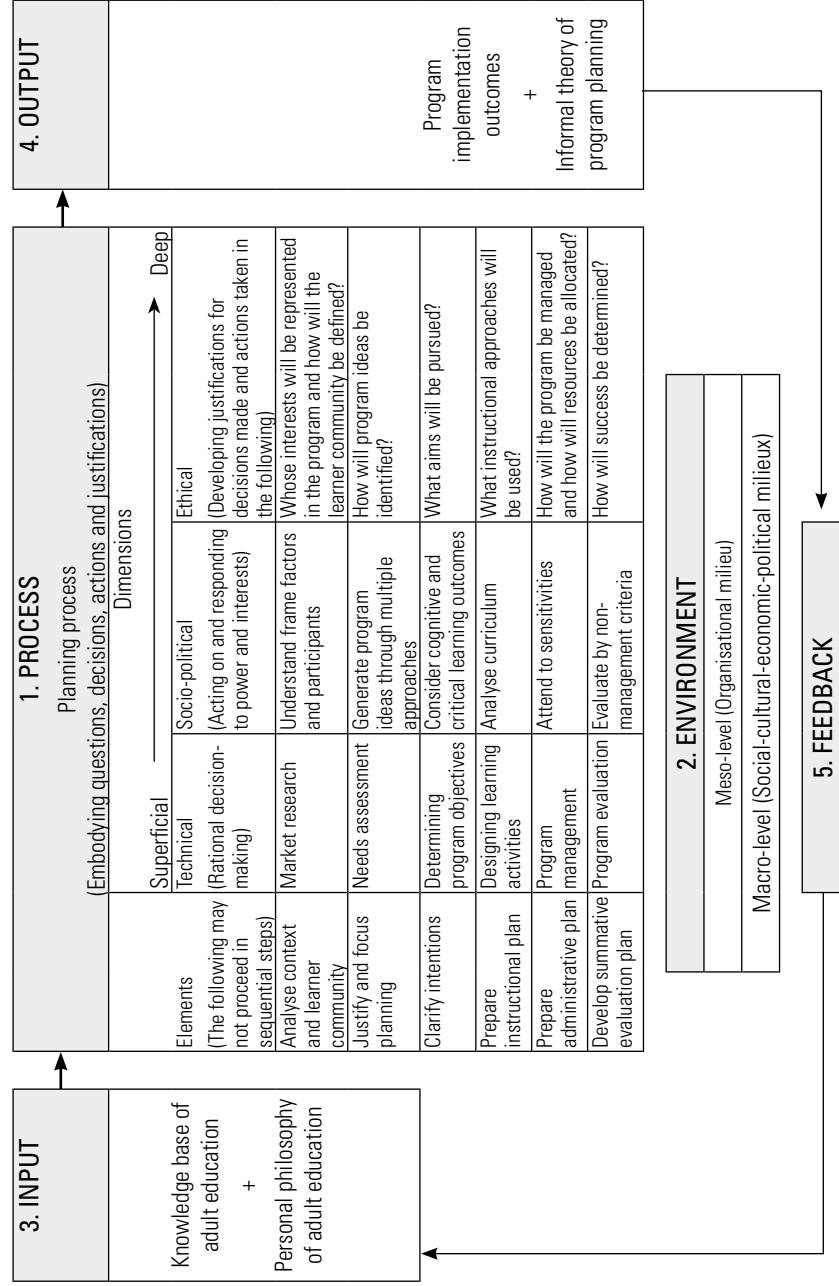 3. INPUT
Knowledge base of
adult education
+
Personal philosophy
of adult education
1. PROCESS
Planning process
(Embodying questions, decisions, actions and justifications)
Dimensions
Superficial
Deep
Elements
(The following may
not proceed in
sequential steps)
Technical
(Rational decision-
making)
Socio-political
(Acting on and responding
to power and interests)
Ethical
(Developing justifications for
decisions made and actions taken in
the following)
Analyse context
and learner
community
Market research
Understand frame factors
and participants
Whose interests will be represented
in the program and how will the
learner community be defined?
Justify and focus
planning
Needs assessment
Generate program
ideas through multiple
approaches
How will program ideas be
identified?
Clarify intentions
Determining
program objectives
Consider cognitive and
critical learning outcomes
What aims will be pursued?
Prepare
instructional plan
Designing learning
activities
Analyse curriculum
What instructional approaches will
be used?
Prepare
administrative plan
Program
management
Attend to sensitivities
How will the program be managed
and how will resources be allocated?
Develop summative
evaluation plan
Program evaluation
Evaluate by non-
management criteria
How will success be determined?
4. OUTPUT
Program
implementation
outcomes
+
Informal theory of
program planning
2. ENVIRONMENT
Meso-level (Organisational milieu)
Macro-level (Social-cultural-economic-political milieux)
5. FEEDBACK